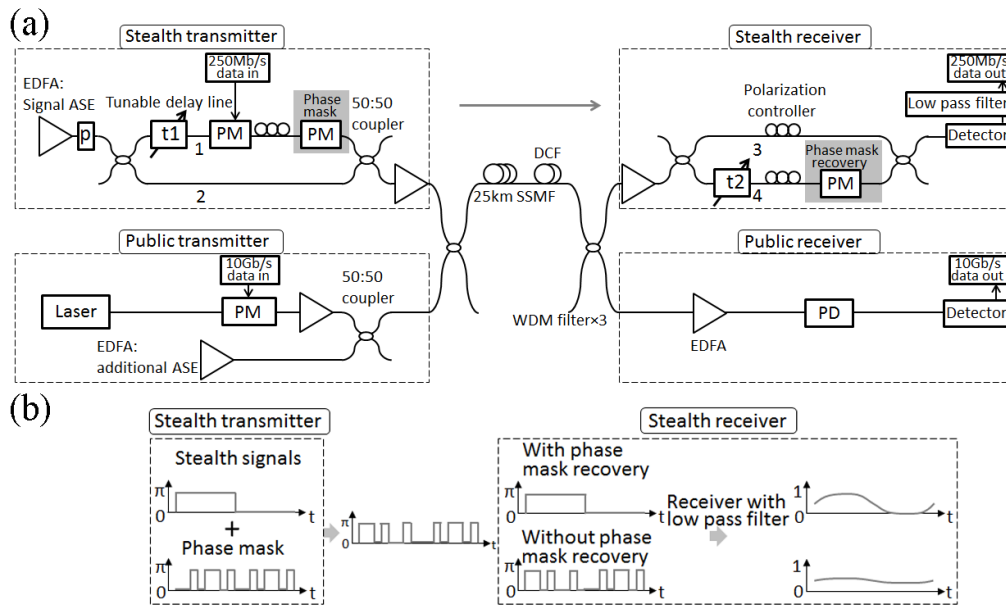 (a)
Stealth transmitter
250Mb/s
data in
EDFA:
Signal ASE
Tunable delay line
Phase
mask
50:50
coupler
p
t1
PM
PM
1
2
Public transmitter
10Gb/s
data in
50:50
coupler
Laser
PM
EDFA:
additional ASE
DCF
25km SSMF
WDM filter×3
Stealth receiver
250Mb/s
data out
Polarization
controller
Low pass filter
Detector
3
Phase mask
recovery
t2
4
PM
Public receiver
10Gb/s
data out
PD
Detector
EDFA
(b)
Stealth transmitter
Stealth signals
π
0
t
+
Phase mask
π
0
t
π
0
t
Stealth receiver
With phase
mask recovery
π
0
t
Without phase
mask recovery
π
0
t
Receiver with
low pass filter
1
0
t
1
0
t